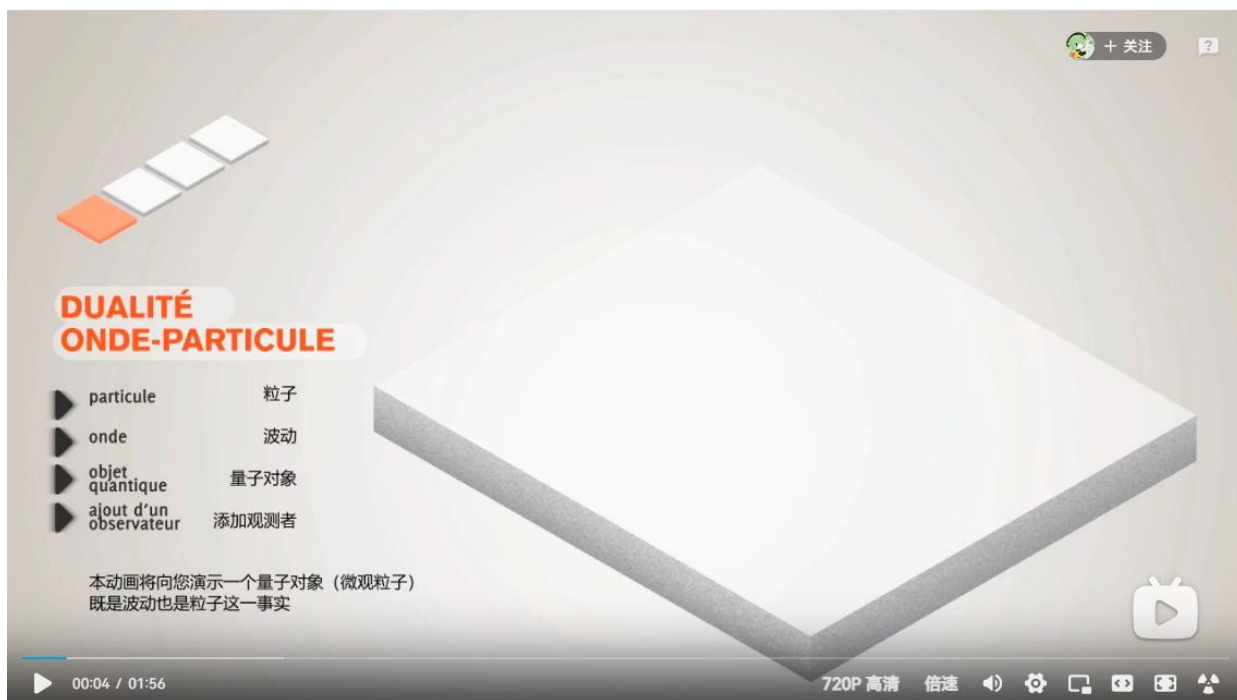 + 关注
?
DUALITÉ
ONDE-PARTICULE
particule 粒子
onde 波动
objet
quantique 量子对象
ajout d'un
observateur 添加观测者
本动画将向您演示一个量子对象（微观粒子）
既是波动也是粒子这一事实
00:04 / 01:56 720P 高清 倍速